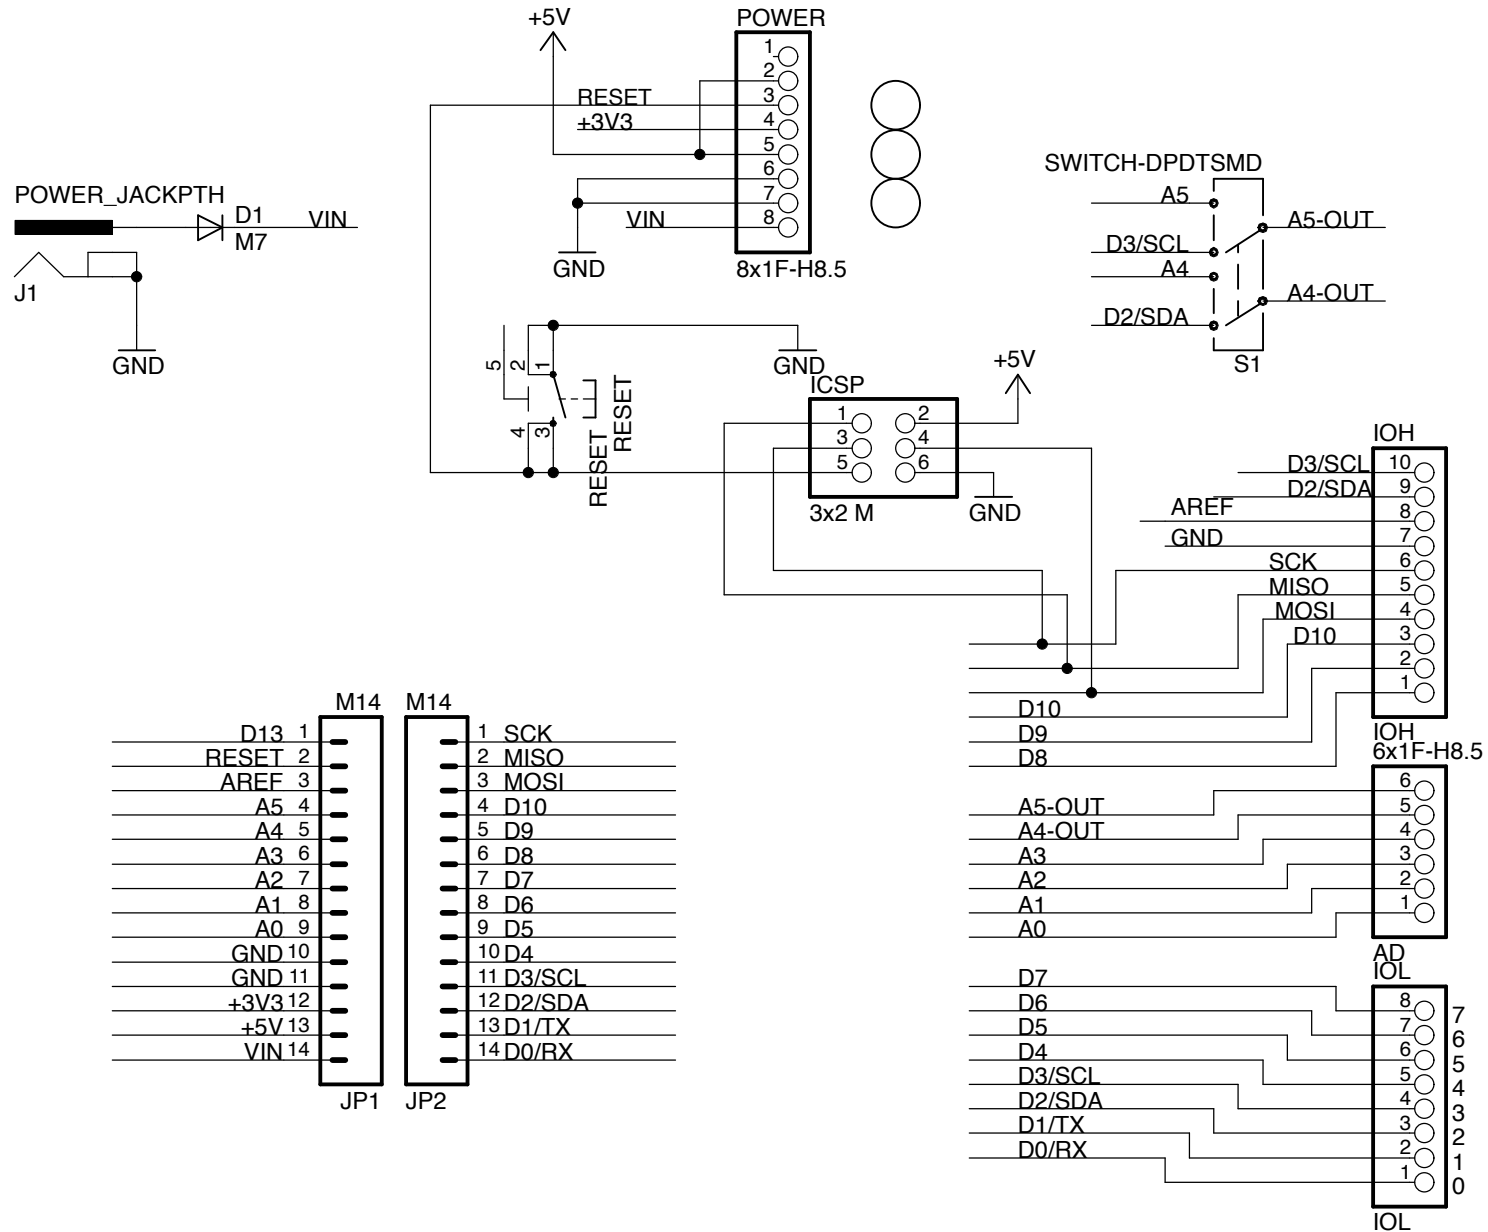 +5V
POWER
1
2
RESET 3
+3V3 4
5
6
7
VIN 8
GND
8x1F-H8.5
POWER_JACKPTH
D1
VIN
M7
J1
GND
SWITCH-DPDTSMD
A5
A5-OUT
D3/SCL
A4
A4-OUT
D2/SDA
S1
5
2
1
4
3
RESET
RESET
GND
+5V
ICSP
1 2
3 4
5 6
3x2 M
GND
IOH
D3/SCL 10
D2/SDA 9
AREF 8
GND 7
SCK 6
MISO 5
MOSI 4
D10 3
2
1
D10
D9
D8
IOH
6x1F-H8.5
6
A5-OUT 5
A4-OUT 4
A3 3
A2 2
A1 1
A0
AD
IOL
D7
D6 8 7
D5 7 6
D4 6 5
D3/SCL 5 4
D2/SDA 4 3
D1/TX 3 2
D0/RX 2 1
1 0
IOL
M14
D13 1
RESET 2
AREF 3
A5 4
A4 5
A3 6
A2 7
A1 8
A0 9
GND 10
GND 11
+3V3 12
+5V 13
VIN 14
JP1
M14
1 SCK
2 MISO
3 MOSI
4 D10
5 D9
6 D8
7 D7
8 D6
9 D5
10 D4
11 D3/SCL
12 D2/SDA
13 D1/TX
14 D0/RX
JP2